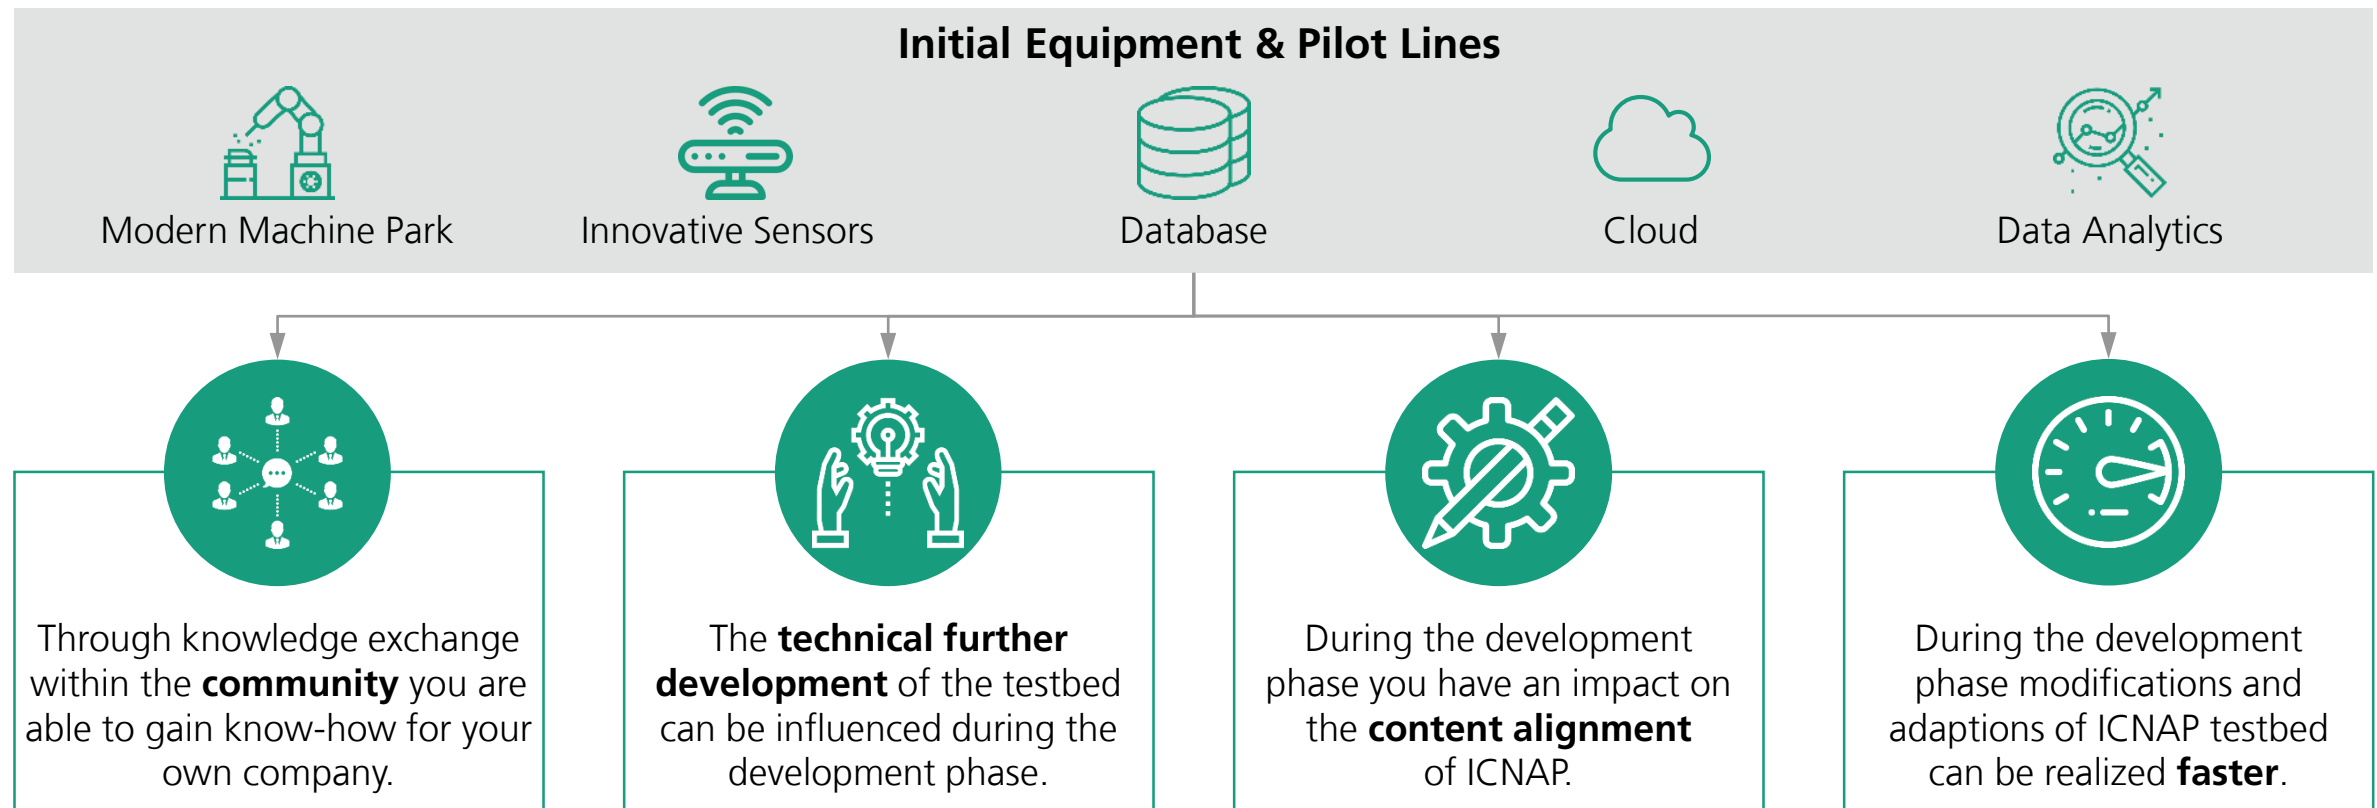 Initial Equipment & Pilot Lines
Modern Machine Park
Innovative Sensors
Database
Cloud
Data Analytics
Through knowledge exchange
within the community you are
able to gain know-how for your
own company.
The technical further
development of the testbed
can be influenced during the
development phase.
During the development
phase you have an impact on
the content alignment
of ICNAP.
During the development
phase modifications and
adaptions of ICNAP testbed
can be realized faster.